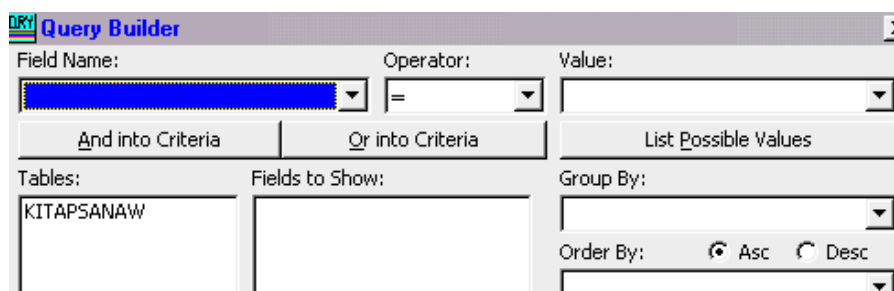 QRY Query Builder
Field Name: Operator: Value:
=
And into Criteria Or into Criteria List Possible Values
Tables: Fields to Show: Group By:
KITAPSANAW
Order By: Asc Desc